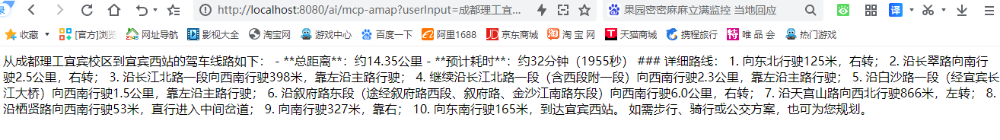 http://localhost:8080/ai/mcp-amap?userInput=成都理工宜... 果园密密麻麻立满监控 当地回应
收藏 [官方]浏览 网址导航 影视大全 淘宝网 游戏中心 百度一下 阿里1688 京东商城 淘 宝 网 天猫商城 携程旅行 唯 品 会 热门游戏
从成都理工宜宾校区到宜宾西站的驾车线路如下： - **总距离**：约14.35公里 - **预计耗时**：约32分钟（1955秒） ### 详细路线： 1. 向东北行驶125米，右转； 2. 沿长翠路向南行
驶2.5公里，右转； 3. 沿长江北路一段向西南行驶398米，靠左沿主路行驶； 4. 继续沿长江北路一段（含西段附一段）向西南行驶2.3公里，靠左沿主路行驶； 5. 沿白沙路一段（经宜宾长
江大桥）向西南行驶1.5公里，靠左沿主路行驶； 6. 沿叙府路东段（途经叙府路西段、叙府路、金沙江南路东段）向西南行驶6.0公里，右转； 7. 沿天宫山路向西北行驶866米，左转； 8.
沿栖贤路向西南行驶53米，直行进入中间岔道； 9. 向南行驶327米，靠右； 10. 向东南行驶165米，到达宜宾西站。 如需步行、骑行或公交方案，也可为您规划。